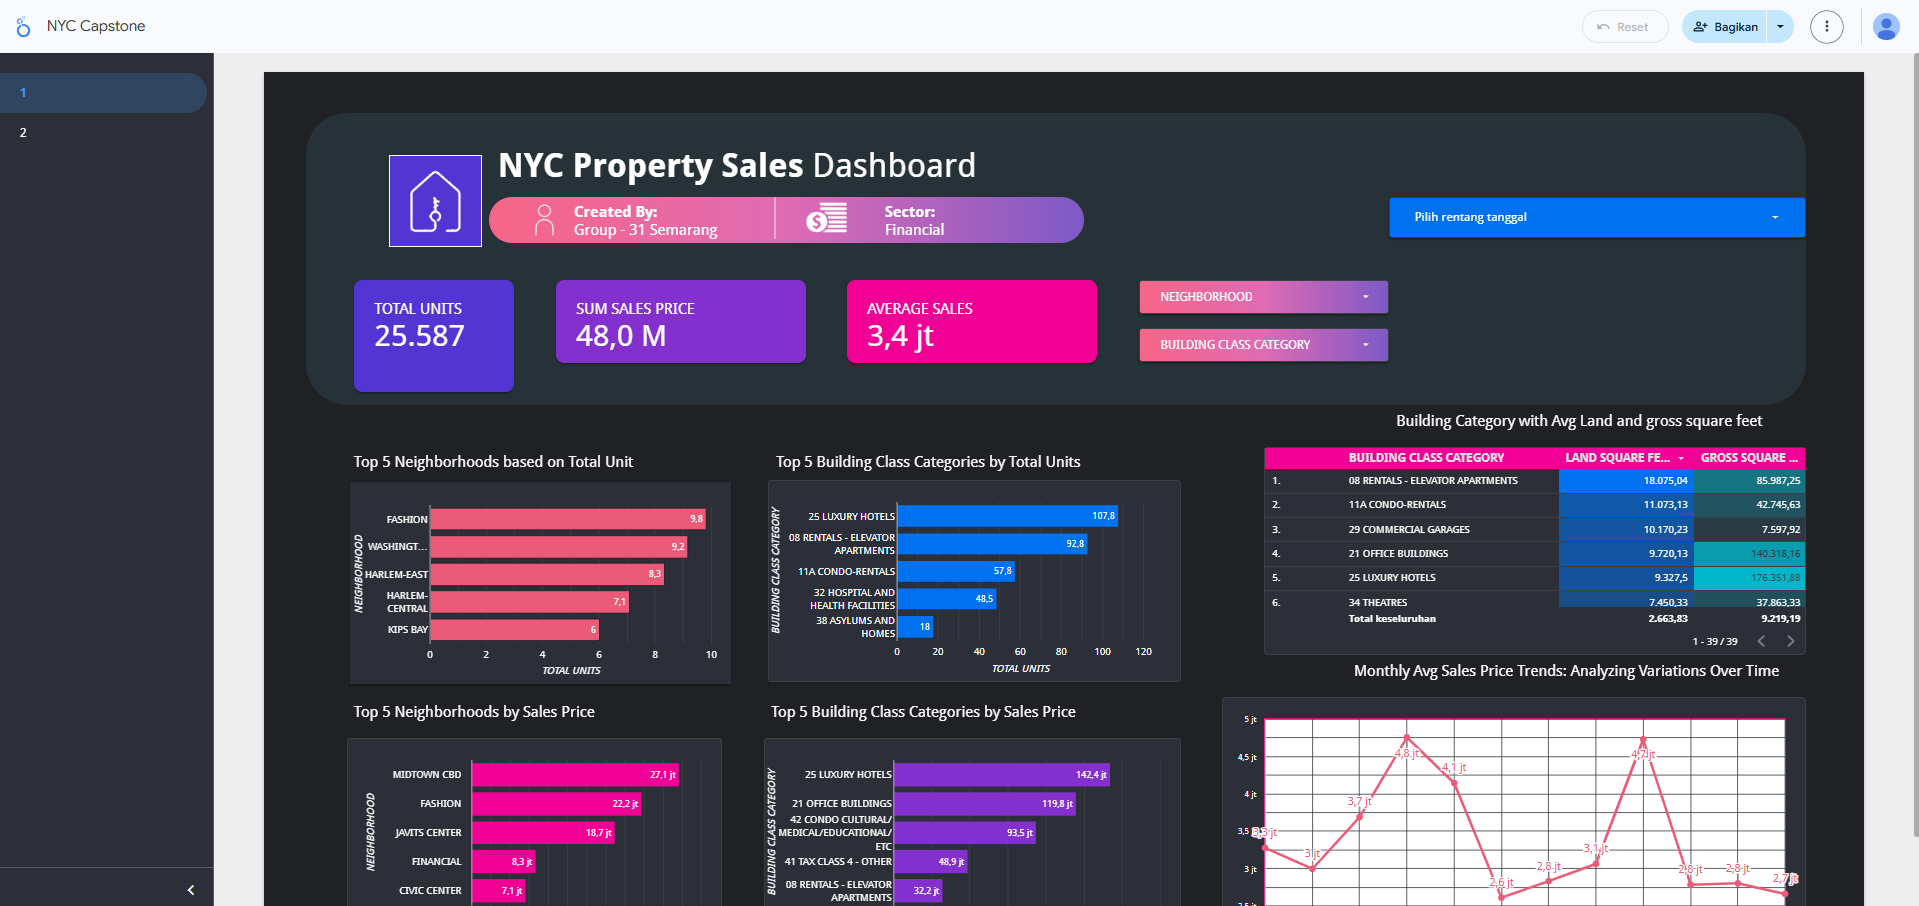 NYC Capstone
Reset
Bagikan
1
2
NYC Property Sales Dashboard
Created By:
Group - 31 Semarang
Sector:
Financial
Pilih rentang tanggal
TOTAL UNITS
25.587
SUM SALES PRICE
48,0 M
AVERAGE SALES
3,4 jt
NEIGHBORHOOD
BUILDING CLASS CATEGORY
Top 5 Neighborhoods based on Total Unit
NEIGHBORHOOD
FASHION
9,8
WASHINGT...
9,2
HARLEM-EAST
8,3
HARLEM-
CENTRAL
7,1
KIPS BAY
6
0 2 4 6 8 10
TOTAL UNITS
Top 5 Building Class Categories by Total Units
BUILDING CLASS CATEGORY
25 LUXURY HOTELS
107,8
08 RENTALS - ELEVATOR
APARTMENTS
92,8
11A CONDO-RENTALS
57,8
32 HOSPITAL AND
HEALTH FACILITIES
48,5
38 ASYLUMS AND
HOMES
18
0 20 40 60 80 100 120
TOTAL UNITS
Building Category with Avg Land and gross square feet
BUILDING CLASS CATEGORY LAND SQUARE FE... GROSS SQUARE ...
1. 08 RENTALS - ELEVATOR APARTMENTS 18.075,04 85.987,25
2. 11A CONDO-RENTALS 11.073,13 42.745,63
3. 29 COMMERCIAL GARAGES 10.170,23 7.597,92
4. 21 OFFICE BUILDINGS 9.720,13 140.318,16
5. 25 LUXURY HOTELS 9.327,5 176.351,88
6. 34 THEATRES 7.450,33 37.863,33
Total keseluruhan 2.663,83 9.219,19
1 - 39 / 39
Top 5 Neighborhoods by Sales Price
NEIGHBORHOOD
MIDTOWN CBD
27,1 jt
FASHION
22,2 jt
JAVITS CENTER
18,7 jt
FINANCIAL
8,3 jt
CIVIC CENTER
7,1 jt
Top 5 Building Class Categories by Sales Price
BUILDING CLASS CATEGORY
25 LUXURY HOTELS
142,4 jt
21 OFFICE BUILDINGS
119,8 jt
42 CONDO CULTURAL/
MEDICAL/EDUCATIONAL/
ETC
93,5 jt
41 TAX CLASS 4 - OTHER
48,9 jt
08 RENTALS - ELEVATOR
APARTMENTS
32,2 jt
Monthly Avg Sales Price Trends: Analyzing Variations Over Time
5 jt
4,5 jt
4 jt
3,5 jt
3 jt
3,3 jt
3 jt
3,7 jt
4,8 jt
4,1 jt
2,6 jt
2,8 jt
3,1 jt
4,7 jt
2,8 jt
2,8 jt
2,7 jt